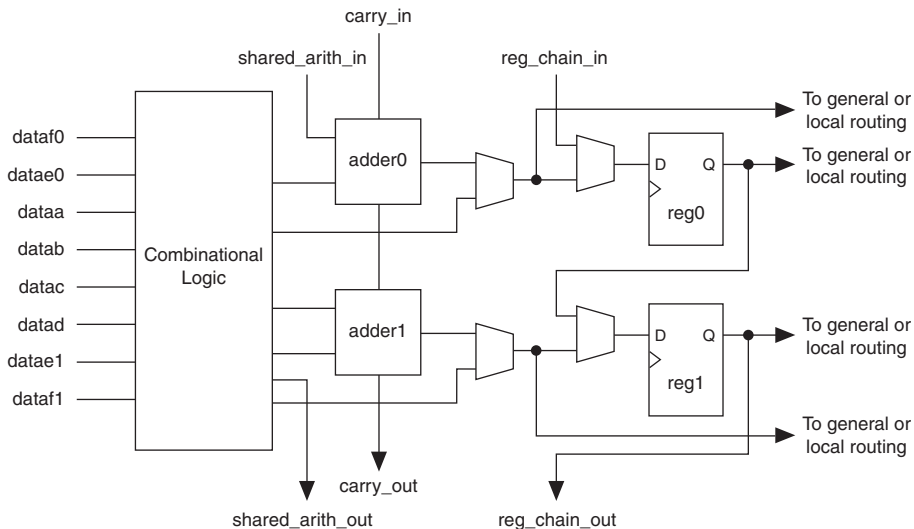 carry_in
shared_arith_in
reg_chain_in
To general or
local routing
dataf0
adder0
D
Q
To general or
local routing
datae0
dataa
reg0
datab
Combinational
Logic
datac
datad
adder1
D
Q
To general or
local routing
datae1
reg1
dataf1
To general or
local routing
carry_out
shared_arith_out
reg_chain_out